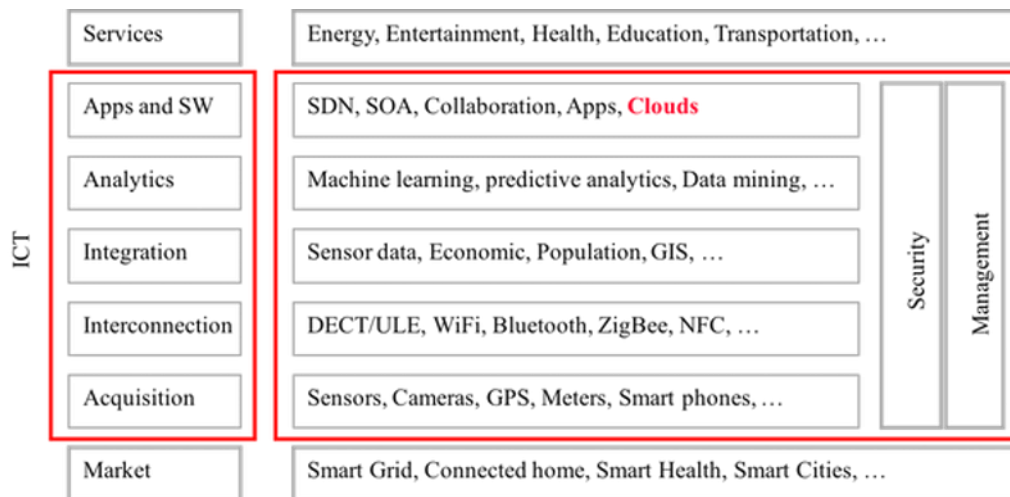 Services
Energy, Entertainment, Health, Education, Transportation, …
Apps and SW
SDN, SOA, Collaboration, Apps, Clouds
Analytics
Machine learning, predictive analytics, Data mining, …
Integration
Sensor data, Economic, Population, GIS, …
Interconnection
DECT/ULE, WiFi, Bluetooth, ZigBee, NFC, …
Acquisition
Sensors, Cameras, GPS, Meters, Smart phones, …
Market
Smart Grid, Connected home, Smart Health, Smart Cities, …
ICT
Security
Management